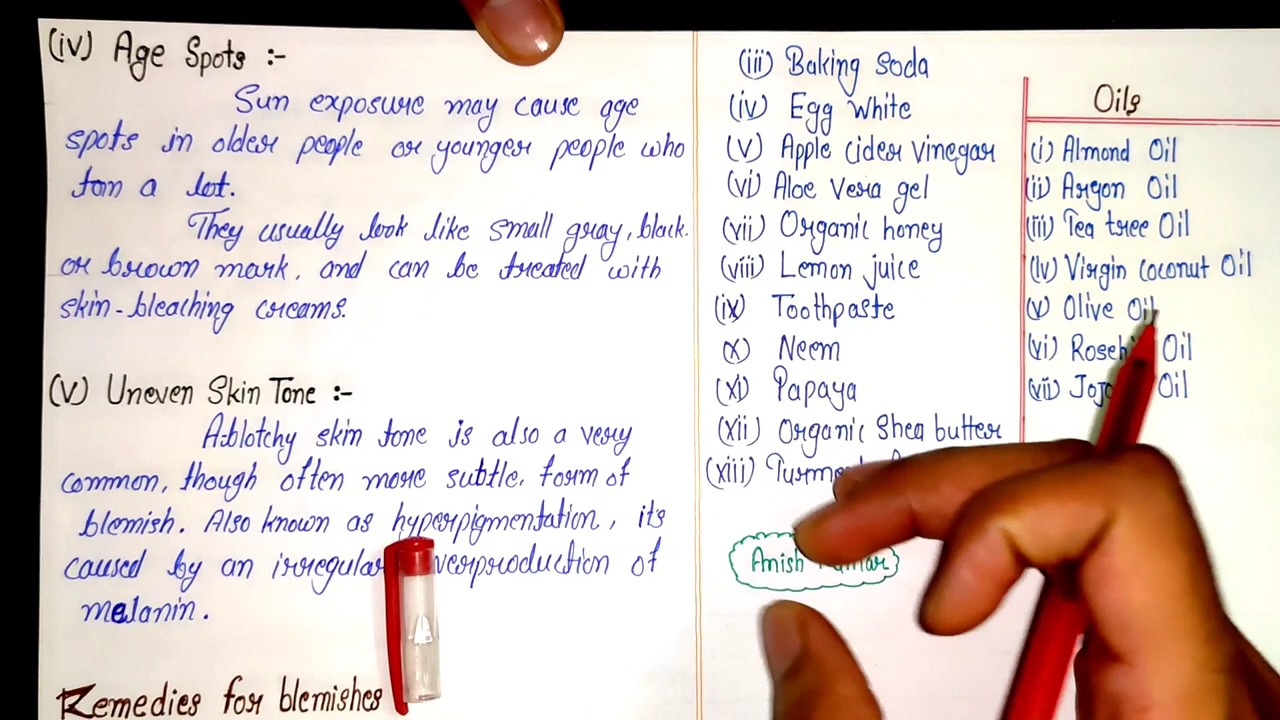 (iv) Age Spots :-
Sun exposure may cause age
spots in older people or younger people who
tan a lot.
They usually look like small gray, black.
or brown mark, and can be treated with
skin-bleaching creams.
(v) Uneven Skin Tone :-
A blotchy skin tone is also a very
common, though often more subtle, form of
blemish. Also known as hyperpigmentation, its
caused by an irregular verproduction of
melanin.
Remedies for blemishes
(iii) Baking Soda
(iv) Egg White
(v) Apple cider vinegar
(vi) Aloe Vera gel
(vii) Organic honey
(viii) Lemon juice
(ix) Toothpaste
(x) Neem
(xi) Papaya
(xii) Organic Shea butter
(xiii)
Anish
Oils
(i) Almond Oil
(ii) Argon Oil
(iii) Tea tree Oil
(iv) Virgin coconut Oil
(v) Olive Oil
(vi) Oil
(vii) Oil